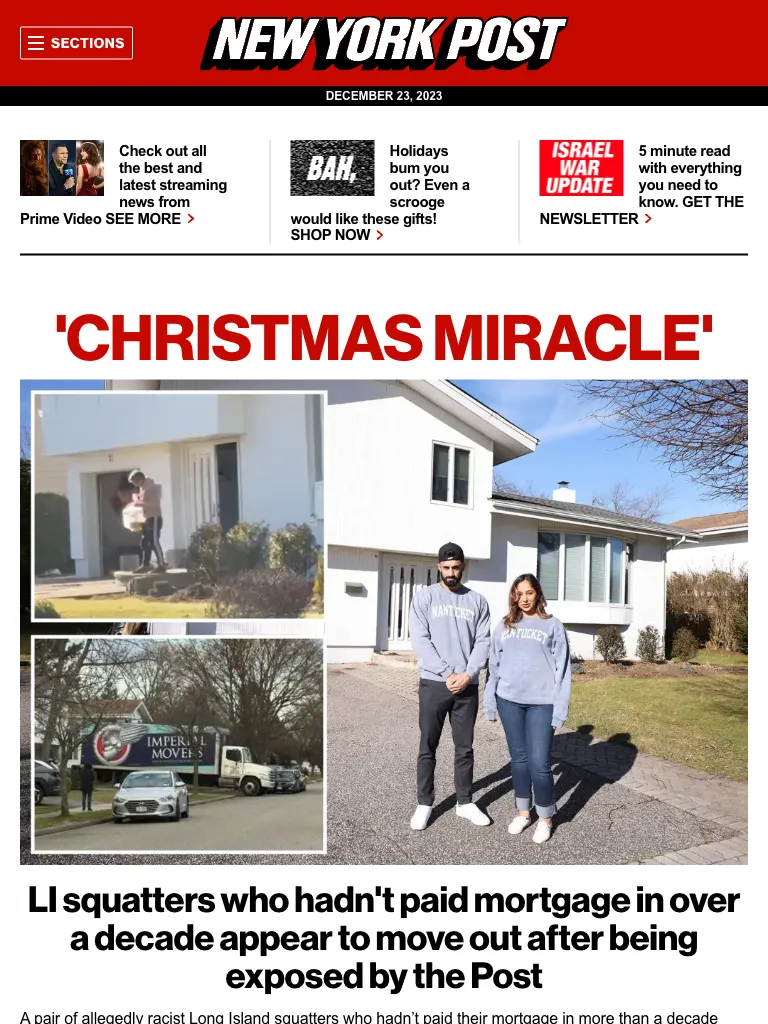 SECTIONS
NEW YORK POST
DECEMBER 23, 2023
Check out all
the best and
latest streaming
news from
Prime Video SEE MORE
BAH,
Holidays
bum you
out? Even a
scrooge
would like these gifts!
SHOP NOW
ISRAEL
WAR
UPDATE
5 minute read
with everything
you need to
know. GET THE
NEWSLETTER
'CHRISTMAS MIRACLE'
NANTUCKET
NANTUCKET
IMPERIAL
MOVERS
LI squatters who hadn't paid mortgage in over
a decade appear to move out after being
exposed by the Post
A pair of allegedly racist Long Island squatters who hadn’t paid their mortgage in more than a decade